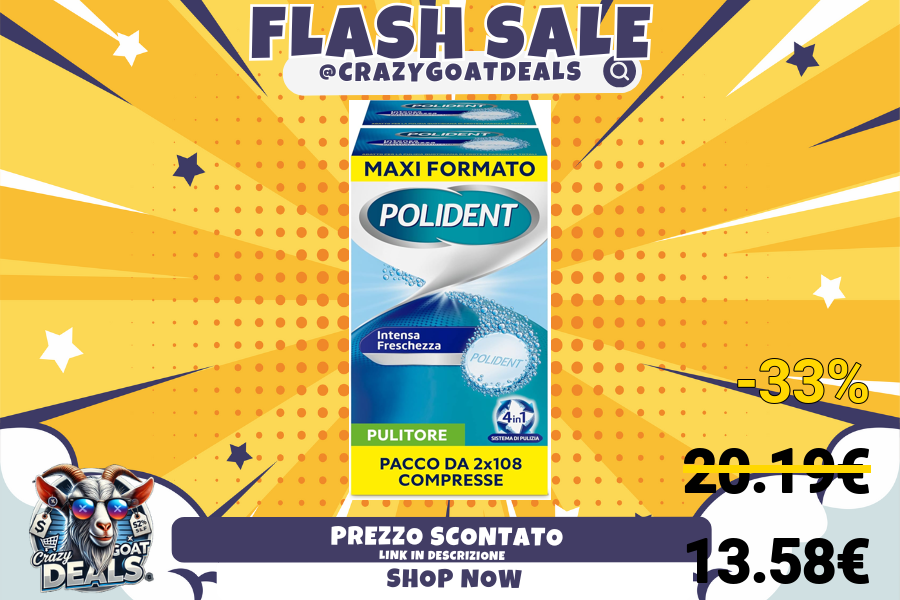 FLASH SALE
@CRAZYGOATDEALS
POLIDENT
POLIDENT
MAXI FORMATO
POLIDENT
Intensa
Freschezza
POLIDENT
4in1
SISTEMA DI PULIZIA
PULITORE
PACCO DA 2x108
COMPRESSE
-33%
20.19€
13.58€
PREZZO SCONTATO
LINK IN DESCRIZIONE
SHOP NOW
$
52%
Crazy
GOAT
DEALS